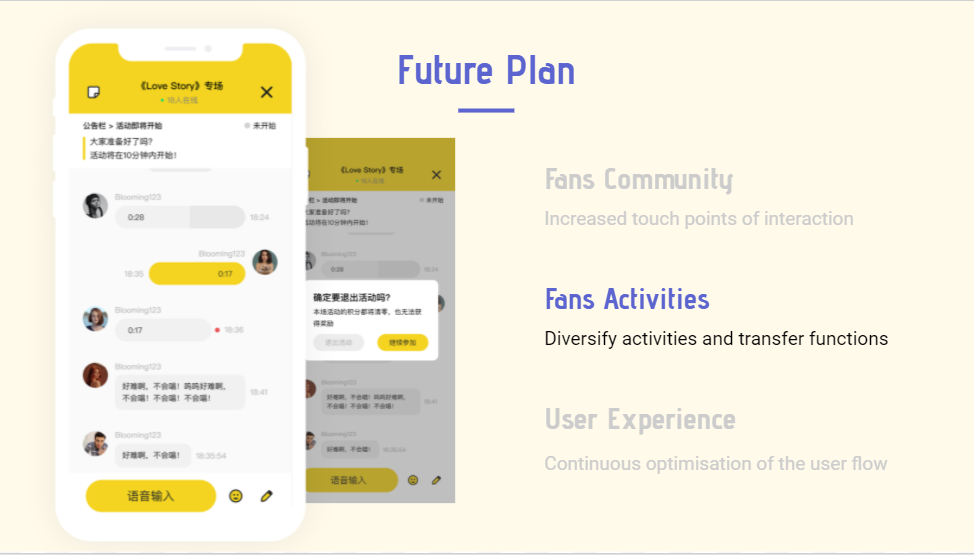 Future Plan
《Love Story》专场
18人在线
公告栏 > 活动即将开始
未开始
大家准备好了吗?
活动将在10分钟内开始!
Blooming123
0:28
18:24
Blooming123
18:35
0:17
Blooming123
0:17
18:36
Blooming123
好难啊,不会唱!呜呜好难啊,
不会唱!不会唱!不会唱!
18:41
Blooming123
好难啊,不会唱!
18:35:54
语音输入
《Love Story》专场
18人在线
栏 > 活动即将开始
未开始
家准备好了吗?
动将在10分钟内开始!
Blooming123
0:28
18:24
确定要退出活动吗?
本场活动的积分都将清零,也无法获
得奖励
退出活动
继续参加
好难啊,不会唱!呜呜好难啊,
不会唱!不会唱!不会唱!
18:41
Blooming123
好难啊,不会唱!
18:35:54
语音输入
Fans Community
Increased touch points of interaction
Fans Activities
Diversify activities and transfer functions
User Experience
Continuous optimisation of the user flow